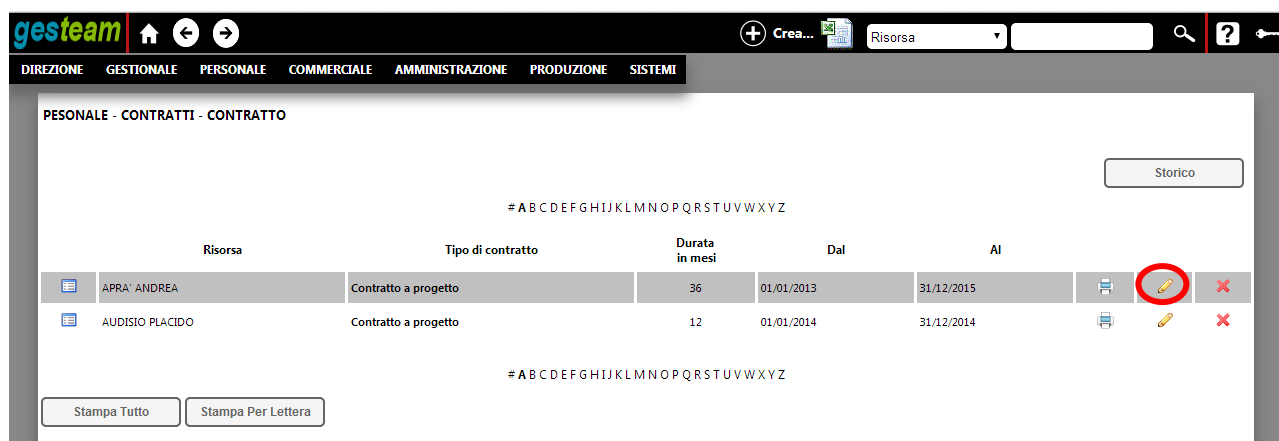 gesteam Crea... Risorsa ?
DIREZIONE GESTIONALE PERSONALE COMMERCIALE AMMINISTRAZIONE PRODUZIONE SISTEMI
PESONALE - CONTRATTI - CONTRATTO
Storico
# A B C D E F G H I J K L M N O P Q R S T U V W X Y Z
Risorsa Tipo di contratto Durata in mesi Dal Al
APRA' ANDREA Contratto a progetto 36 01/01/2013 31/12/2015
AUDISIO PLACIDO Contratto a progetto 12 01/01/2014 31/12/2014
# A B C D E F G H I J K L M N O P Q R S T U V W X Y Z
Stampa Tutto Stampa Per Lettera